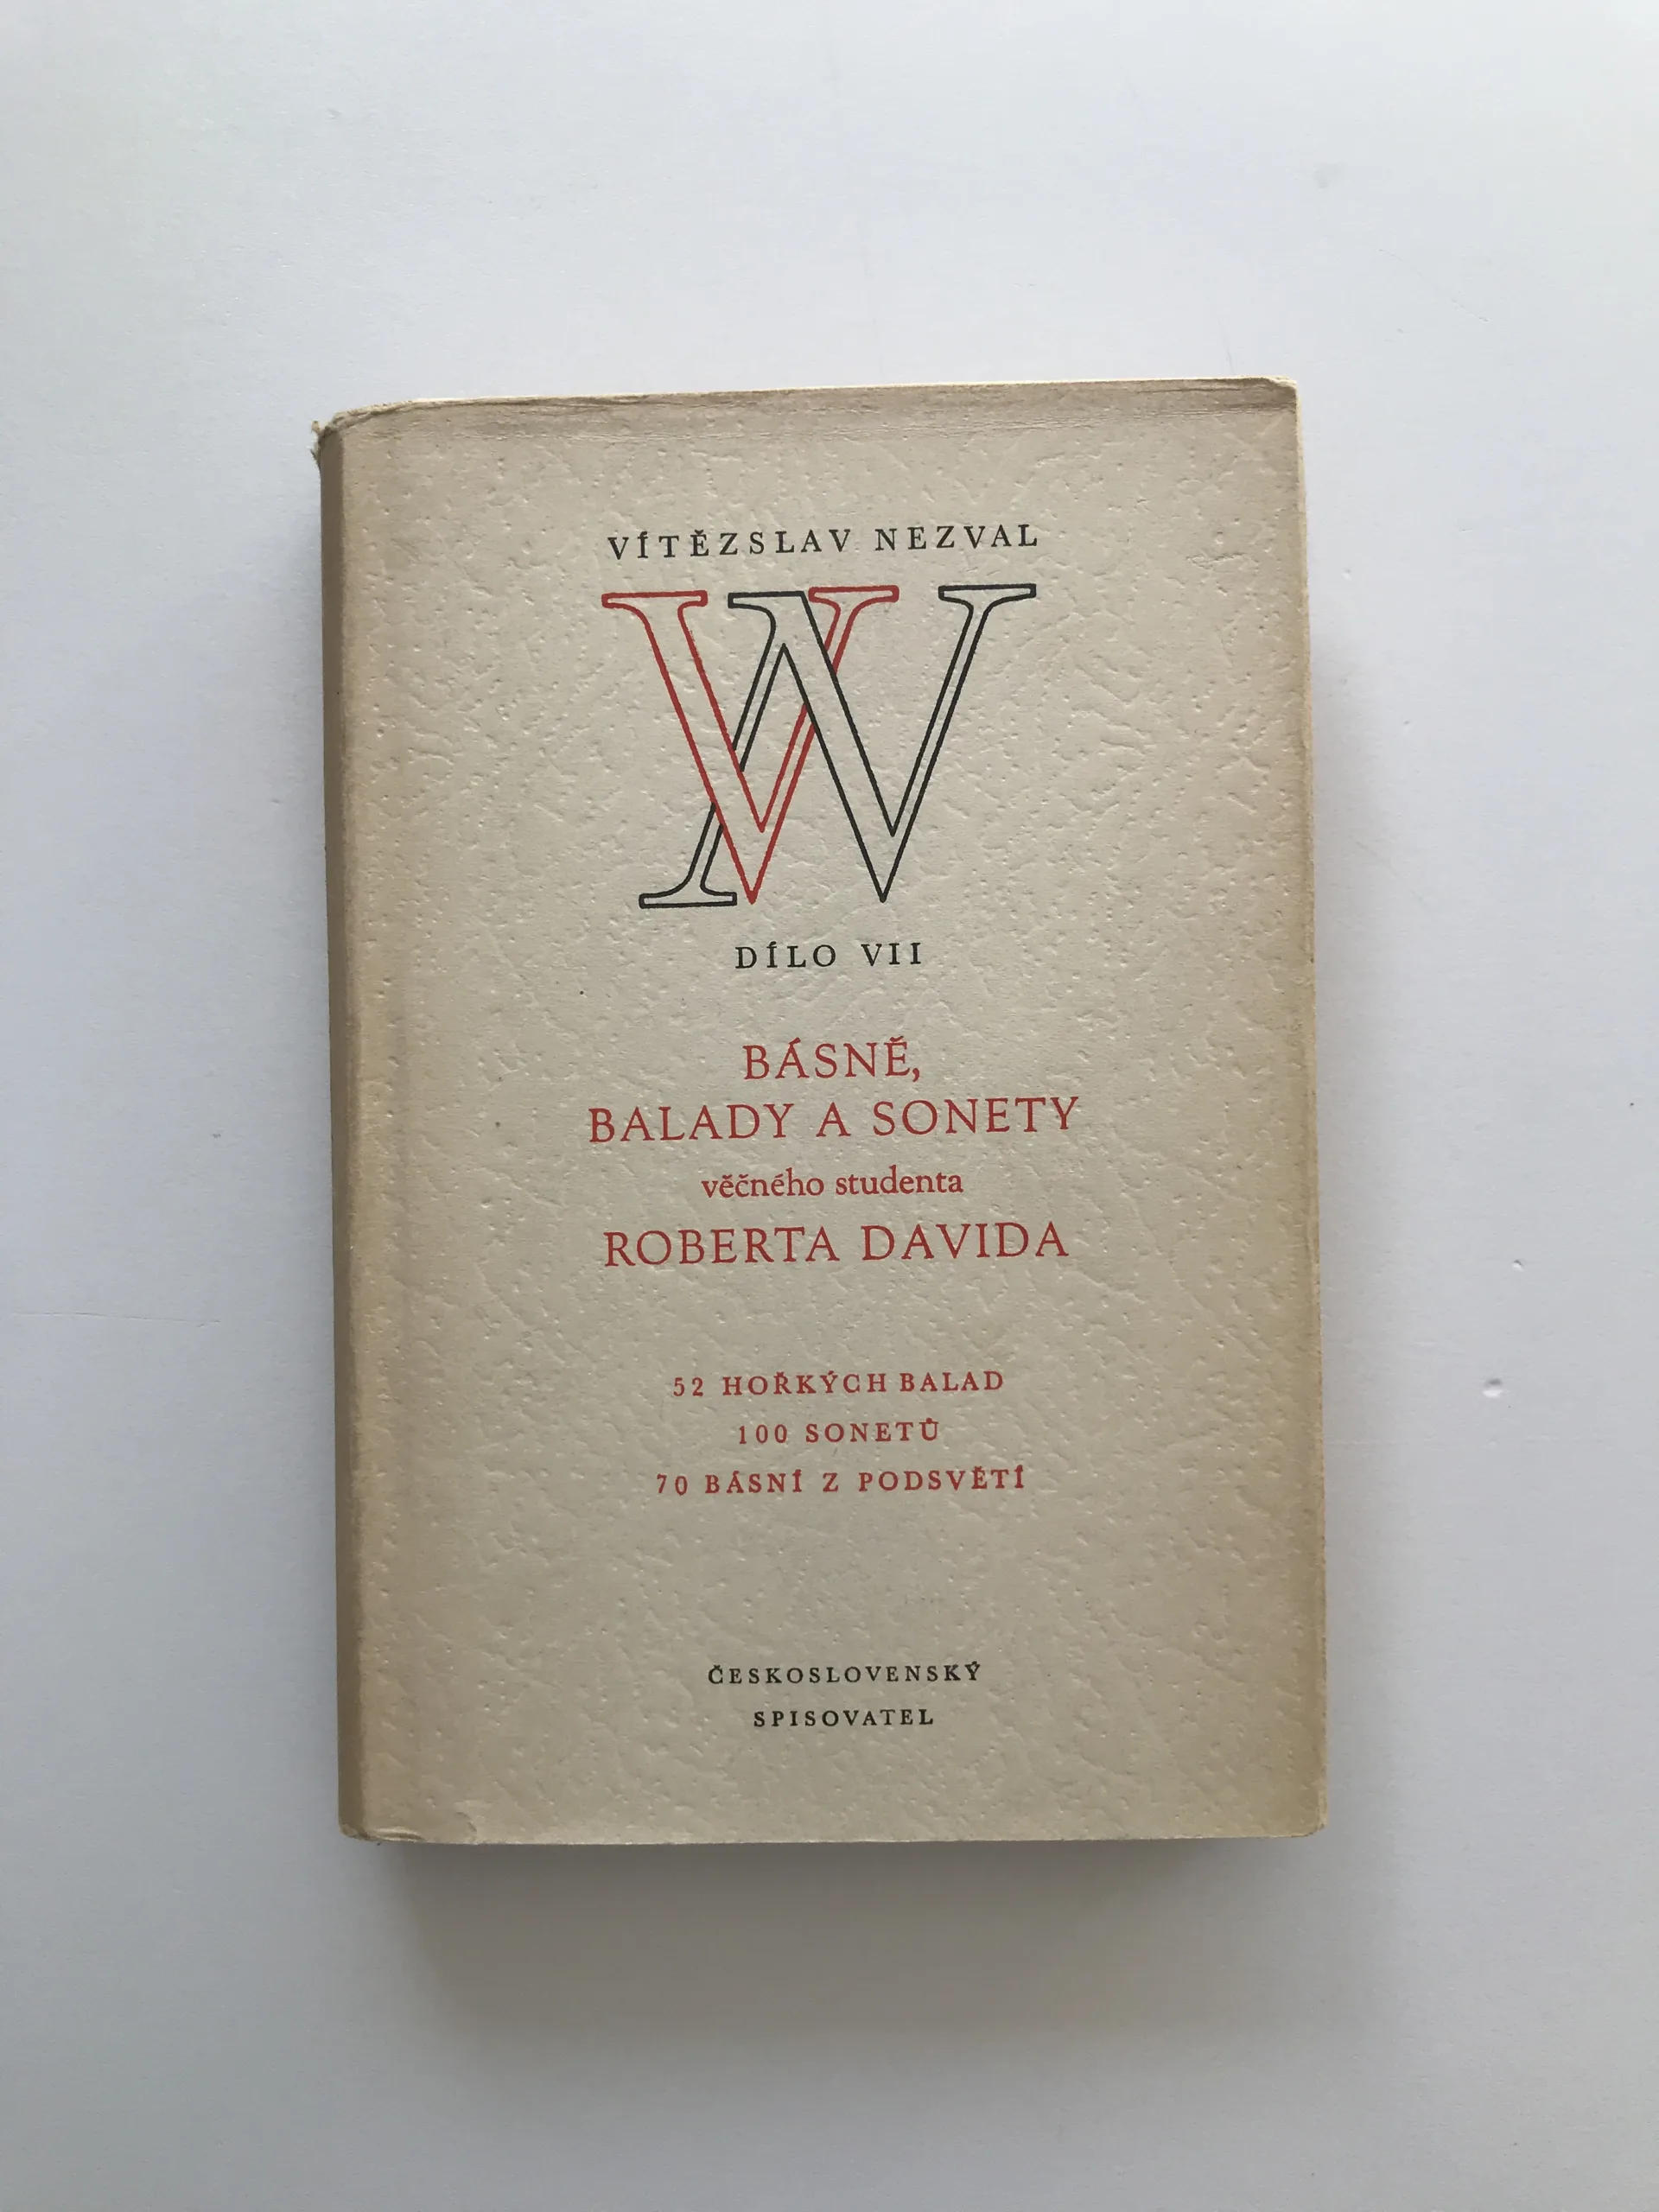 VÍTĚZSLAV NEZVAL
VN
DÍLO VII
BÁSNĚ,
BALADY A SONETY
věčného studenta
ROBERTA DAVIDA
52 HOŘKÝCH BALAD
100 SONETŮ
70 BÁSNÍ Z PODSVĚTÍ
ČESKOSLOVENSKÝ
SPISOVATEL